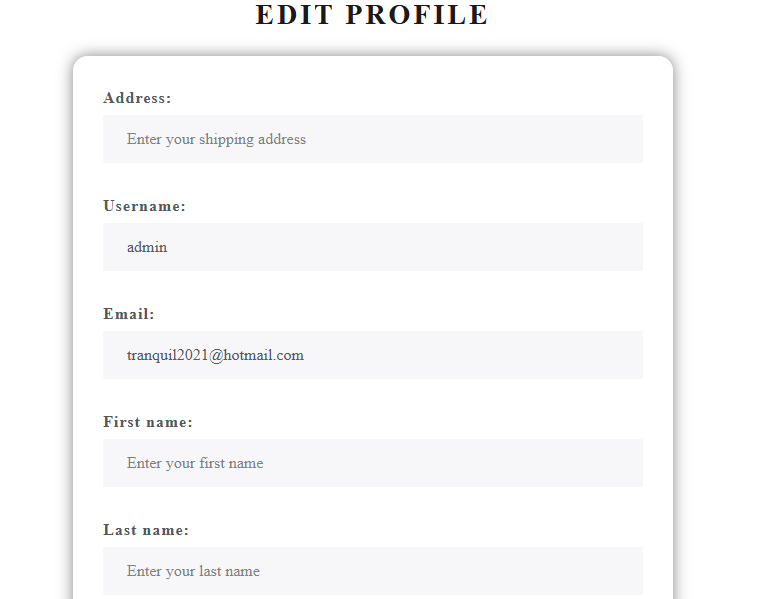 EDIT PROFILE
Address:
Enter your shipping address
Username:
admin
Email:
tranquil2021@hotmail.com
First name:
Enter your first name
Last name:
Enter your last name